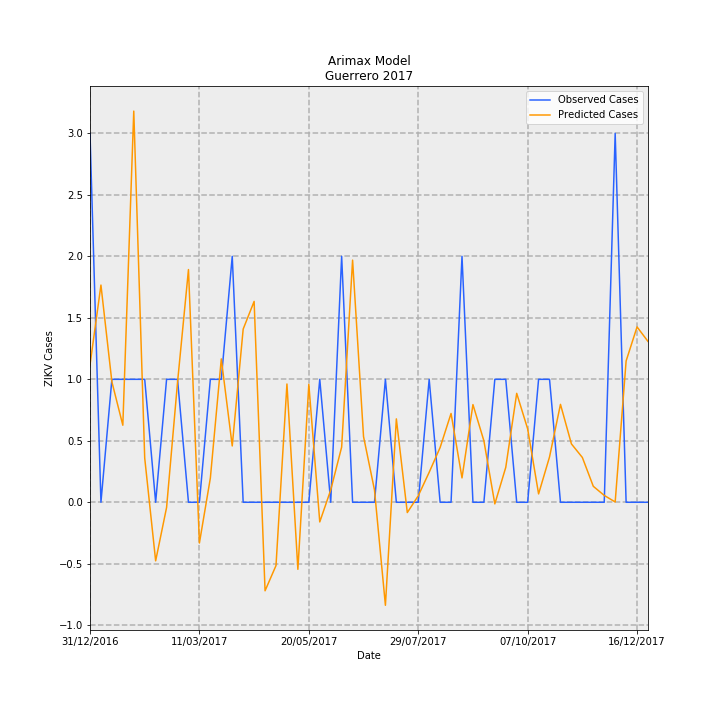 Arimax Model
Guerrero 2017
Observed Cases
Predicted Cases
ZIKV Cases
3.0
2.5
2.0
1.5
1.0
0.5
0.0
−0.5
−1.0
31/12/2016 11/03/2017 20/05/2017 29/07/2017 07/10/2017 16/12/2017
Date